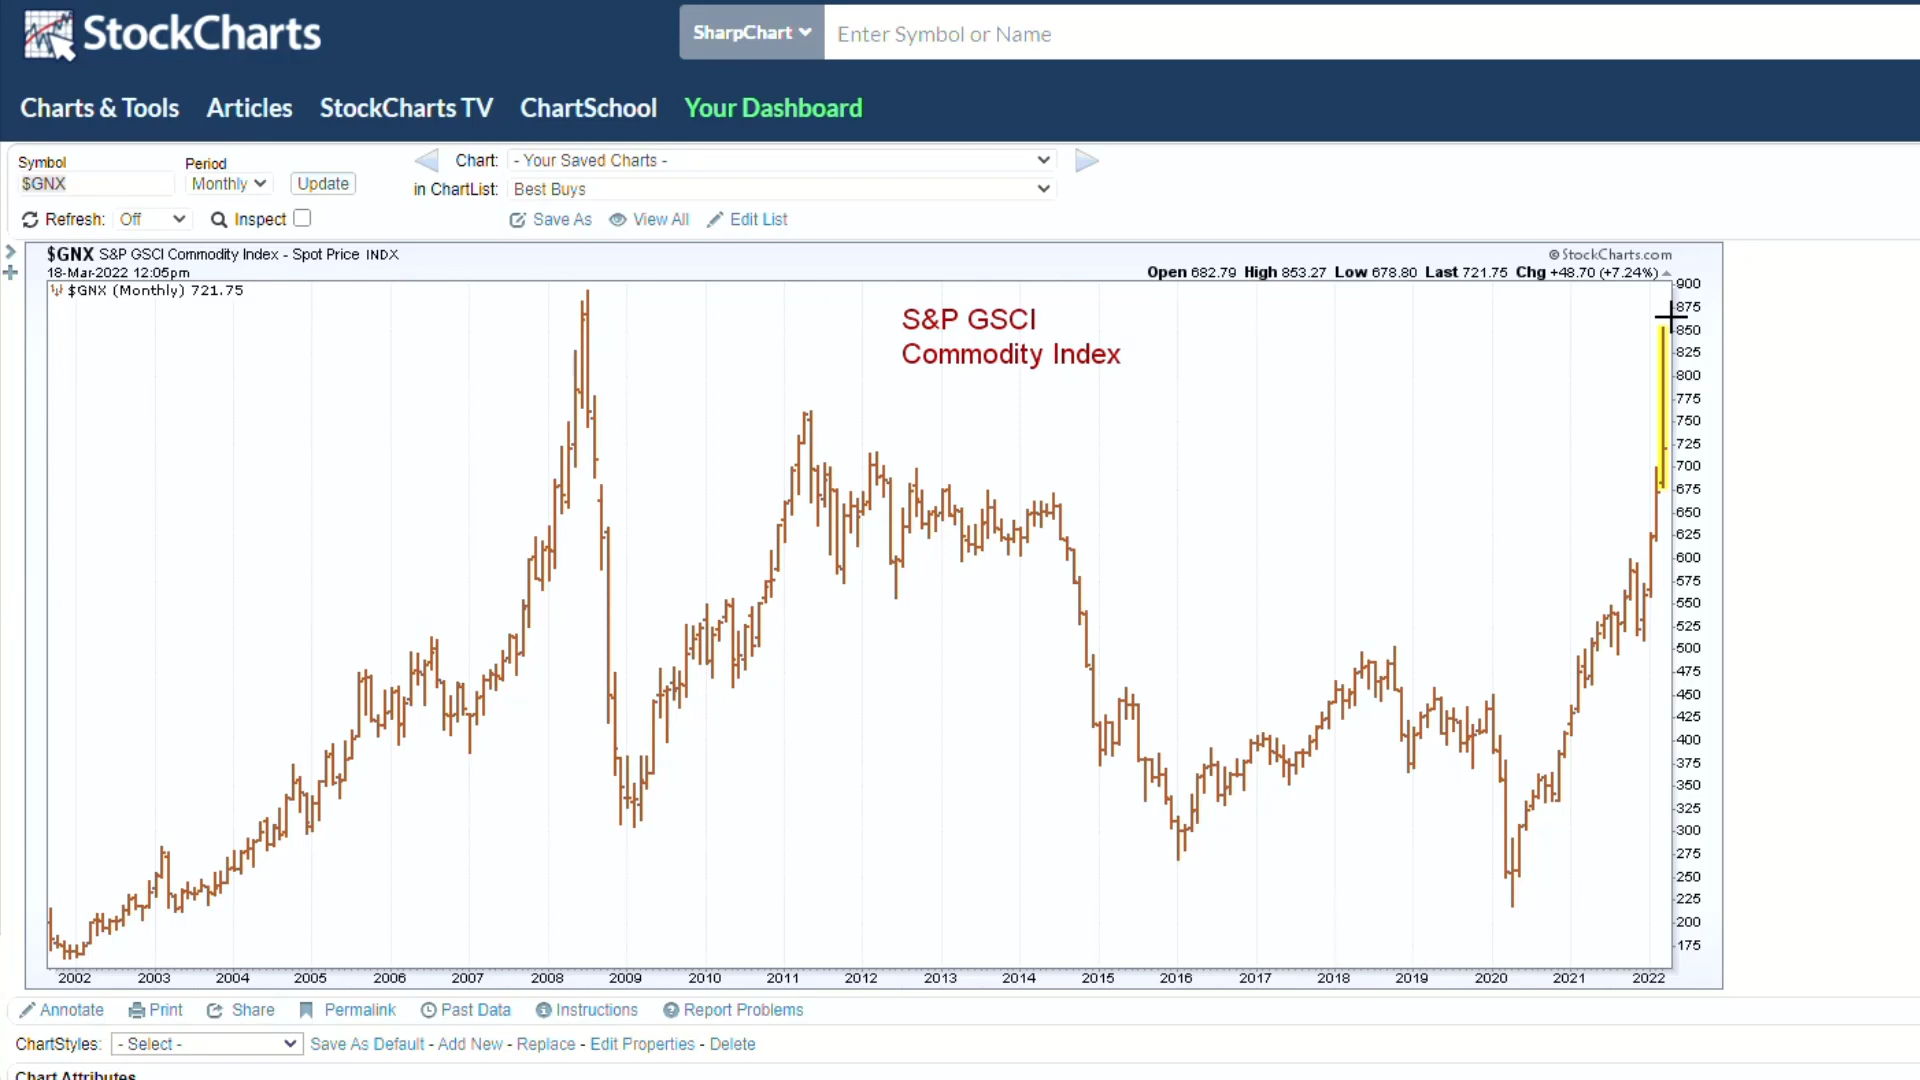 StockCharts
SharpChart
Enter Symbol or Name
Charts & Tools Articles StockCharts TV ChartSchool Your Dashboard
Symbol Period
$GNX Monthly Update
Chart: - Your Saved Charts -
in ChartList: Best Buys
Refresh: Off Inspect
Save As View All Edit List
$GNX S&P GSCI Commodity Index - Spot Price INDX
© StockCharts.com
18-Mar-2022 12:05pm
Open 682.79 High 853.27 Low 678.80 Last 721.75 Chg +48.70 (+7.24%)
$GNX (Monthly) 721.75
S&P GSCI
Commodity Index
900
875
850
825
800
775
750
725
700
675
650
625
600
575
550
525
500
475
450
425
400
375
350
325
300
275
250
225
200
175
2002 2003 2004 2005 2006 2007 2008 2009 2010 2011 2012 2013 2014 2015 2016 2017 2018 2019 2020 2021 2022
Annotate Print Share Permalink Past Data Instructions Report Problems
ChartStyles: - Select - Save As Default - Add New - Replace - Edit Properties - Delete
Chart Attributes